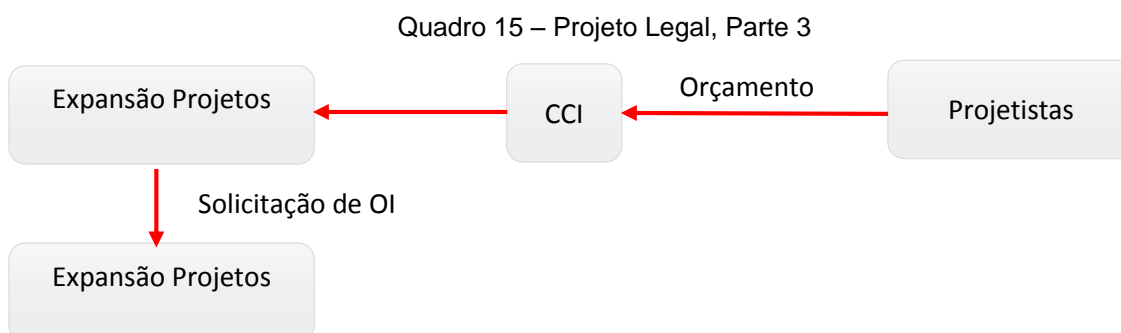 Quadro 15 – Projeto Legal, Parte 3
Expansão Projetos
CCI
Orçamento
Projetistas
Solicitação de OI
Expansão Projetos